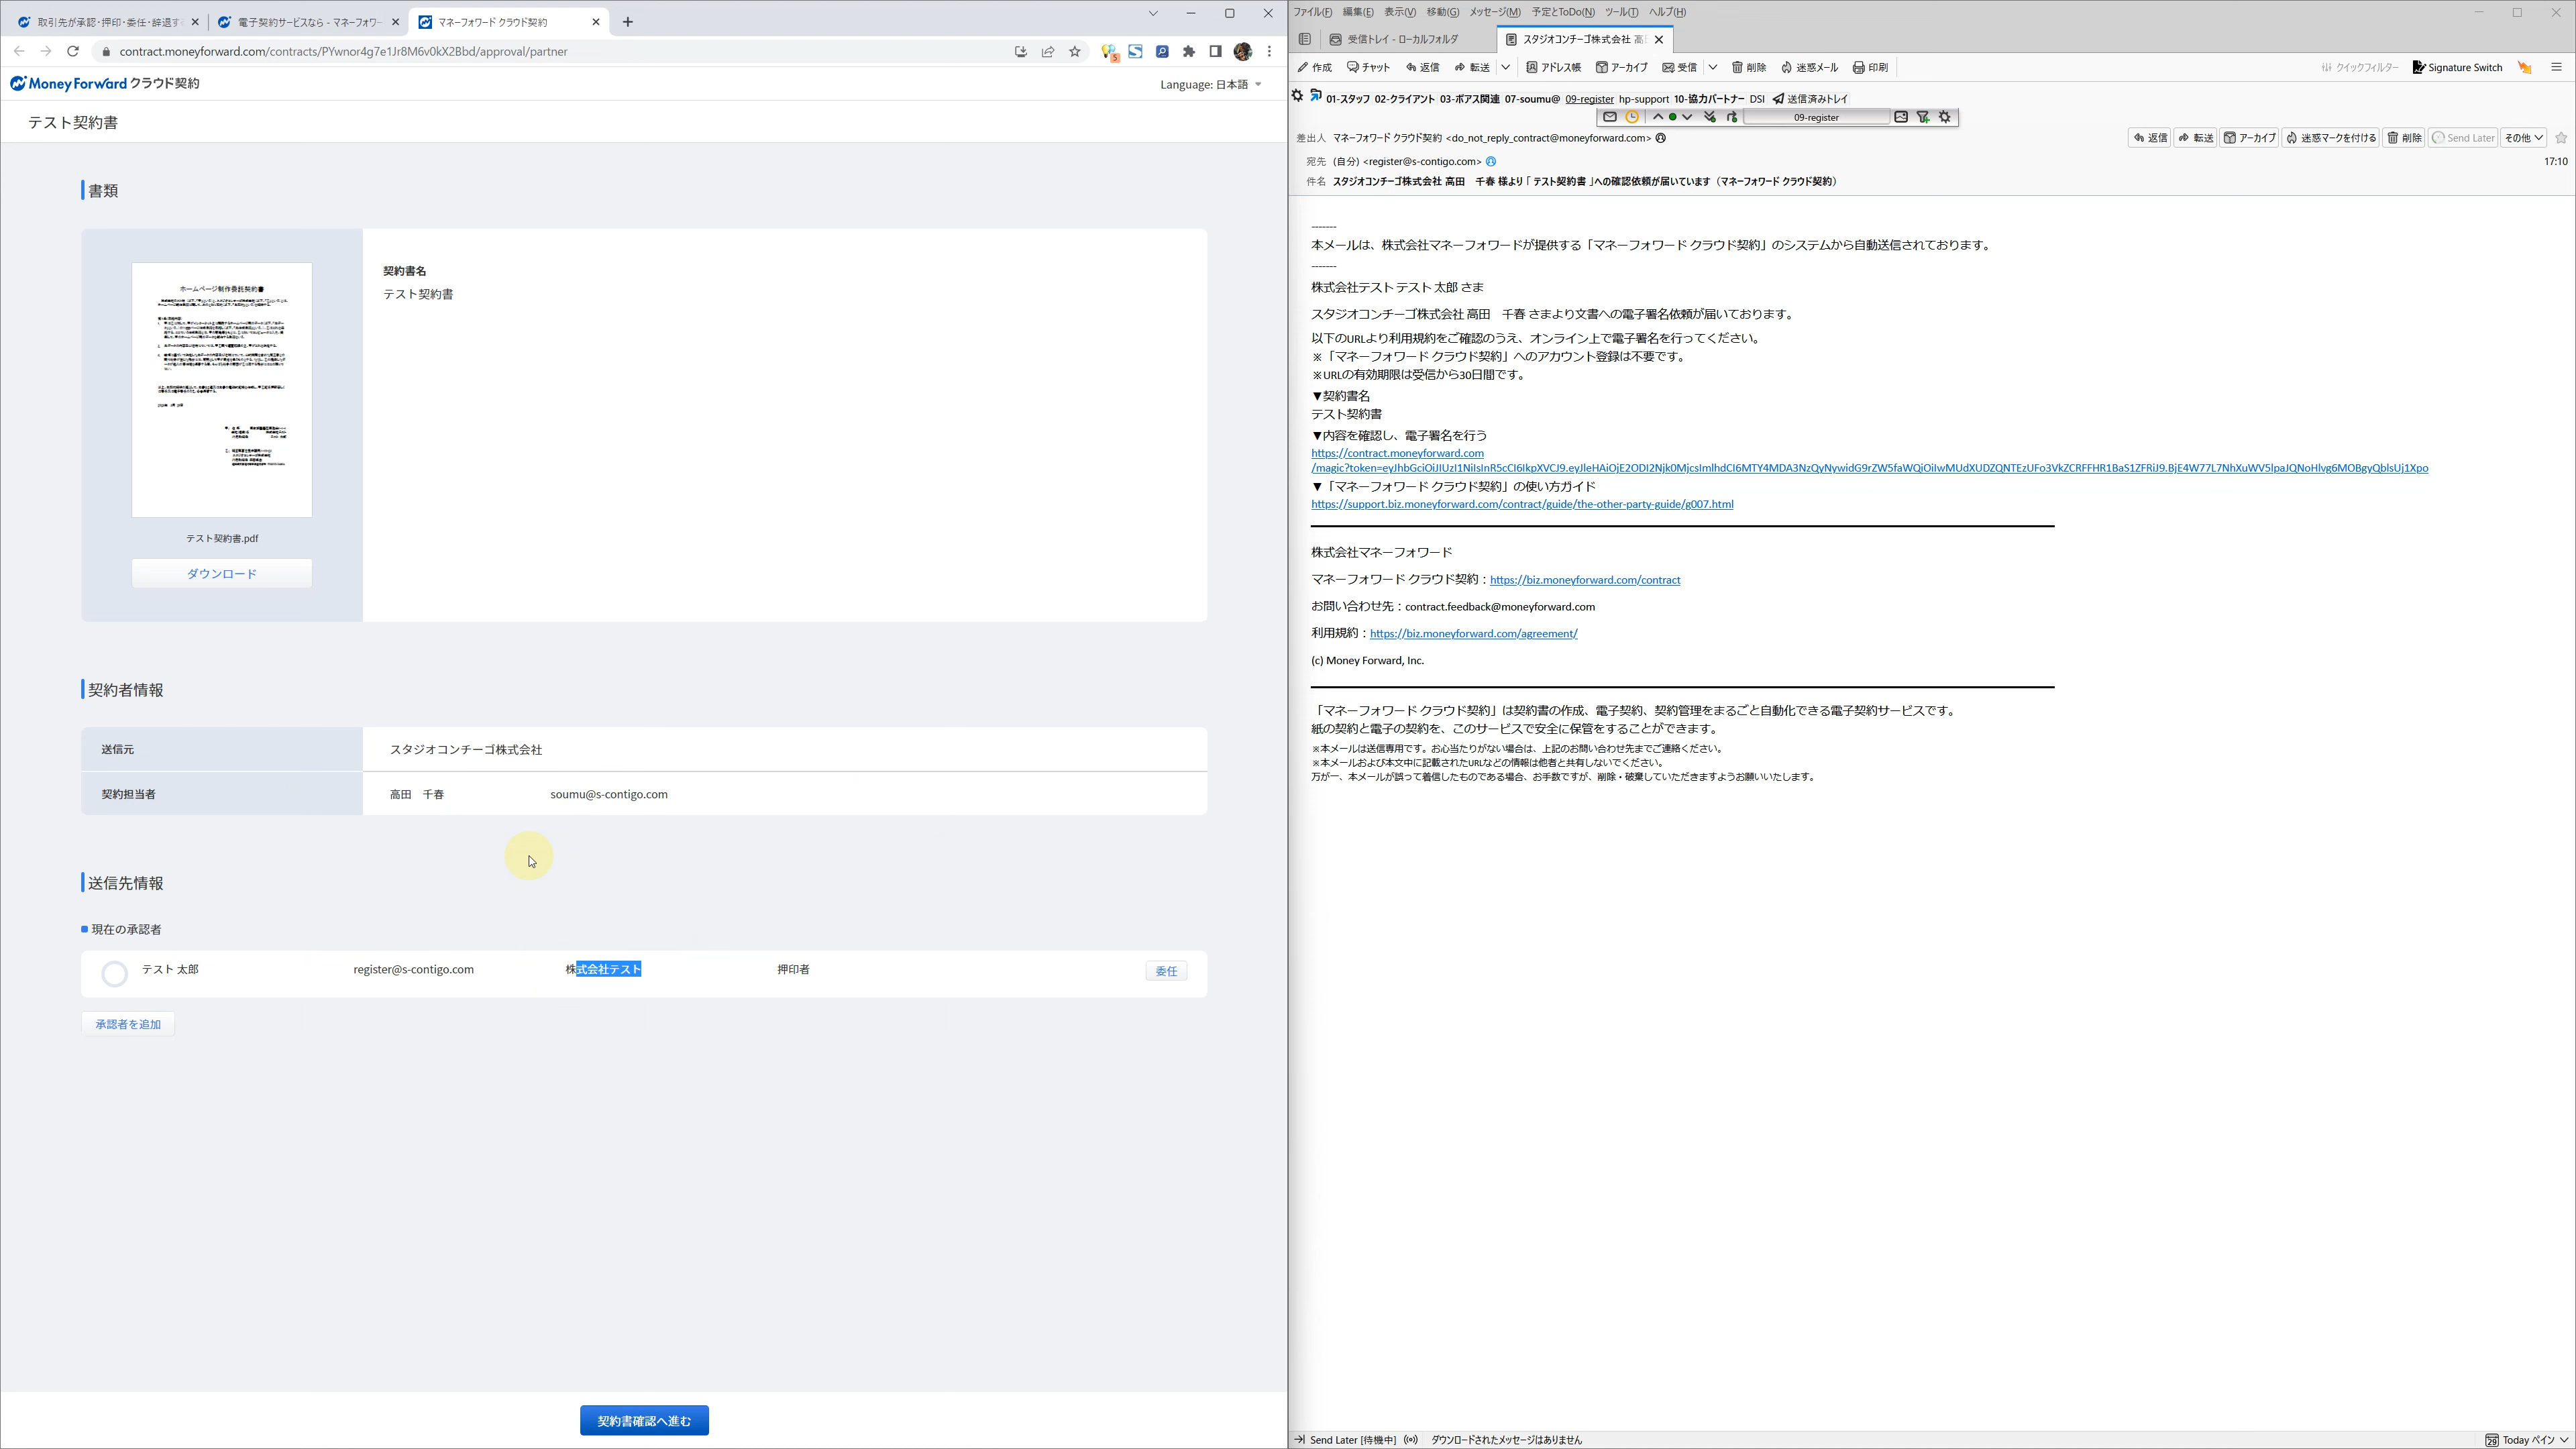 取引先が承認・押印・委任・辞退す
電子契約サービスなら - マネーフォワー
マネーフォワード クラウド契約
contract.moneyforward.com/contracts/PYwnor4g7e1Jr8M6v0kX2Bbd/approval/partner
5
Money Forward クラウド契約
Language: 日本語
テスト契約書
書類
ホームページ制作委託契約書
契約書名
テスト契約書
テスト契約書.pdf
ダウンロード
契約者情報
送信元 スタジオコンチーゴ株式会社
契約担当者 高田 千春 soumu@s-contigo.com
送信先情報
現在の承認者
テスト 太郎 register@s-contigo.com 株式会社テスト 押印者 委任
承認者を追加
契約書確認へ進む
ファイル(F) 編集(E) 表示(V) 移動(G) メッセージ(M) 予定とToDo(N) ツール(T) ヘルプ(H)
受信トレイ - ローカルフォルダ
スタジオコンチーゴ株式会社 高
作成 チャット 返信 転送 アドレス帳 アーカイブ 受信 削除 迷惑メール 印刷 クイックフィルター Signature Switch
01-スタッフ 02-クライアント 03-ボアス関連 07-soumu@ 09-register hp-support 10-協力パートナー DSI 送信済みトレイ
09-register
差出人 マネーフォワード クラウド契約 <do_not_reply_contract@moneyforward.com>
返信 転送 アーカイブ 迷惑マークを付ける 削除 Send Later その他
宛先 (自分) <register@s-contigo.com> 17:10
件名 スタジオコンチーゴ株式会社 高田　千春 様より「 テスト契約書 」への確認依頼が届いています（マネーフォワード クラウド契約）
-------
本メールは、株式会社マネーフォワードが提供する「マネーフォワード クラウド契約」のシステムから自動送信されております。
-------
株式会社テスト テスト 太郎 さま
スタジオコンチーゴ株式会社 高田　千春 さまより文書への電子署名依頼が届いております。
以下のURLより利用規約をご確認のうえ、オンライン上で電子署名を行ってください。
※「マネーフォワード クラウド契約」へのアカウント登録は不要です。
※URLの有効期限は受信から30日間です。
▼契約書名
テスト契約書
▼内容を確認し、電子署名を行う
https://contract.moneyforward.com
/magic?token=eyJhbGciOiJIUzI1NiIsInR5cCI6IkpXVCJ9.eyJleHAiOjE2ODI2Njk0MjcsImlhdCI6MTY4MDA3NzQyNywidG9rZW5faWQiOiIwMUdXUDZQNTEzUFo3VkZCRFFHR1BaS1ZFRiJ9.BjE4W77L7NhXuWV5lpaJQNoHlvg6MOBgyQblsUj1Xpo
▼「マネーフォワード クラウド契約」の使い方ガイド
https://support.biz.moneyforward.com/contract/guide/the-other-party-guide/g007.html
株式会社マネーフォワード
マネーフォワード クラウド契約：https://biz.moneyforward.com/contract
お問い合わせ先：contract.feedback@moneyforward.com
利用規約：https://biz.moneyforward.com/agreement/
(c) Money Forward, Inc.
「マネーフォワード クラウド契約」は契約書の作成、電子契約、契約管理をまるごと自動化できる電子契約サービスです。
紙の契約と電子の契約を、このサービスで安全に保管をすることができます。
※本メールは送信専用です。お心当たりがない場合は、上記のお問い合わせ先までご連絡ください。
※本メールおよび本文中に記載されたURLなどの情報は他者と共有しないでください。
万が一、本メールが誤って着信したものである場合、お手数ですが、削除・破棄していただきますようお願いいたします。
Send Later [待機中] ダウンロードされたメッセージはありません
29 Today ペイン